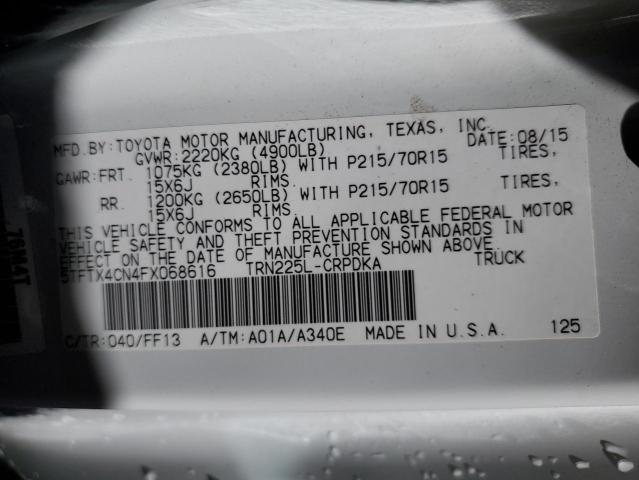 MFD.BY:TOYOTA MOTOR MANUFACTURING, TEXAS, INC. DATE:08/15
GVWR:2220KG (4900LB)
GAWR:FRT. 1075KG (2380LB) WITH P215/70R15 TIRES,
15X6J RIMS.
RR. 1200KG (2650LB) WITH P215/70R15 TIRES,
15X6J RIMS
THIS VEHICLE CONFORMS TO ALL APPLICABLE FEDERAL MOTOR
VEHICLE SAFETY AND THEFT PREVENTION STANDARDS IN
EFFECT ON THE DATE OF MANUFACTURE SHOWN ABOVE.
5TFTX4CN4FX068616 TRN225L-CRPDKA TRUCK
C/TR:040/FF13 A/TM:A01A/A340E MADE IN U.S.A. 125